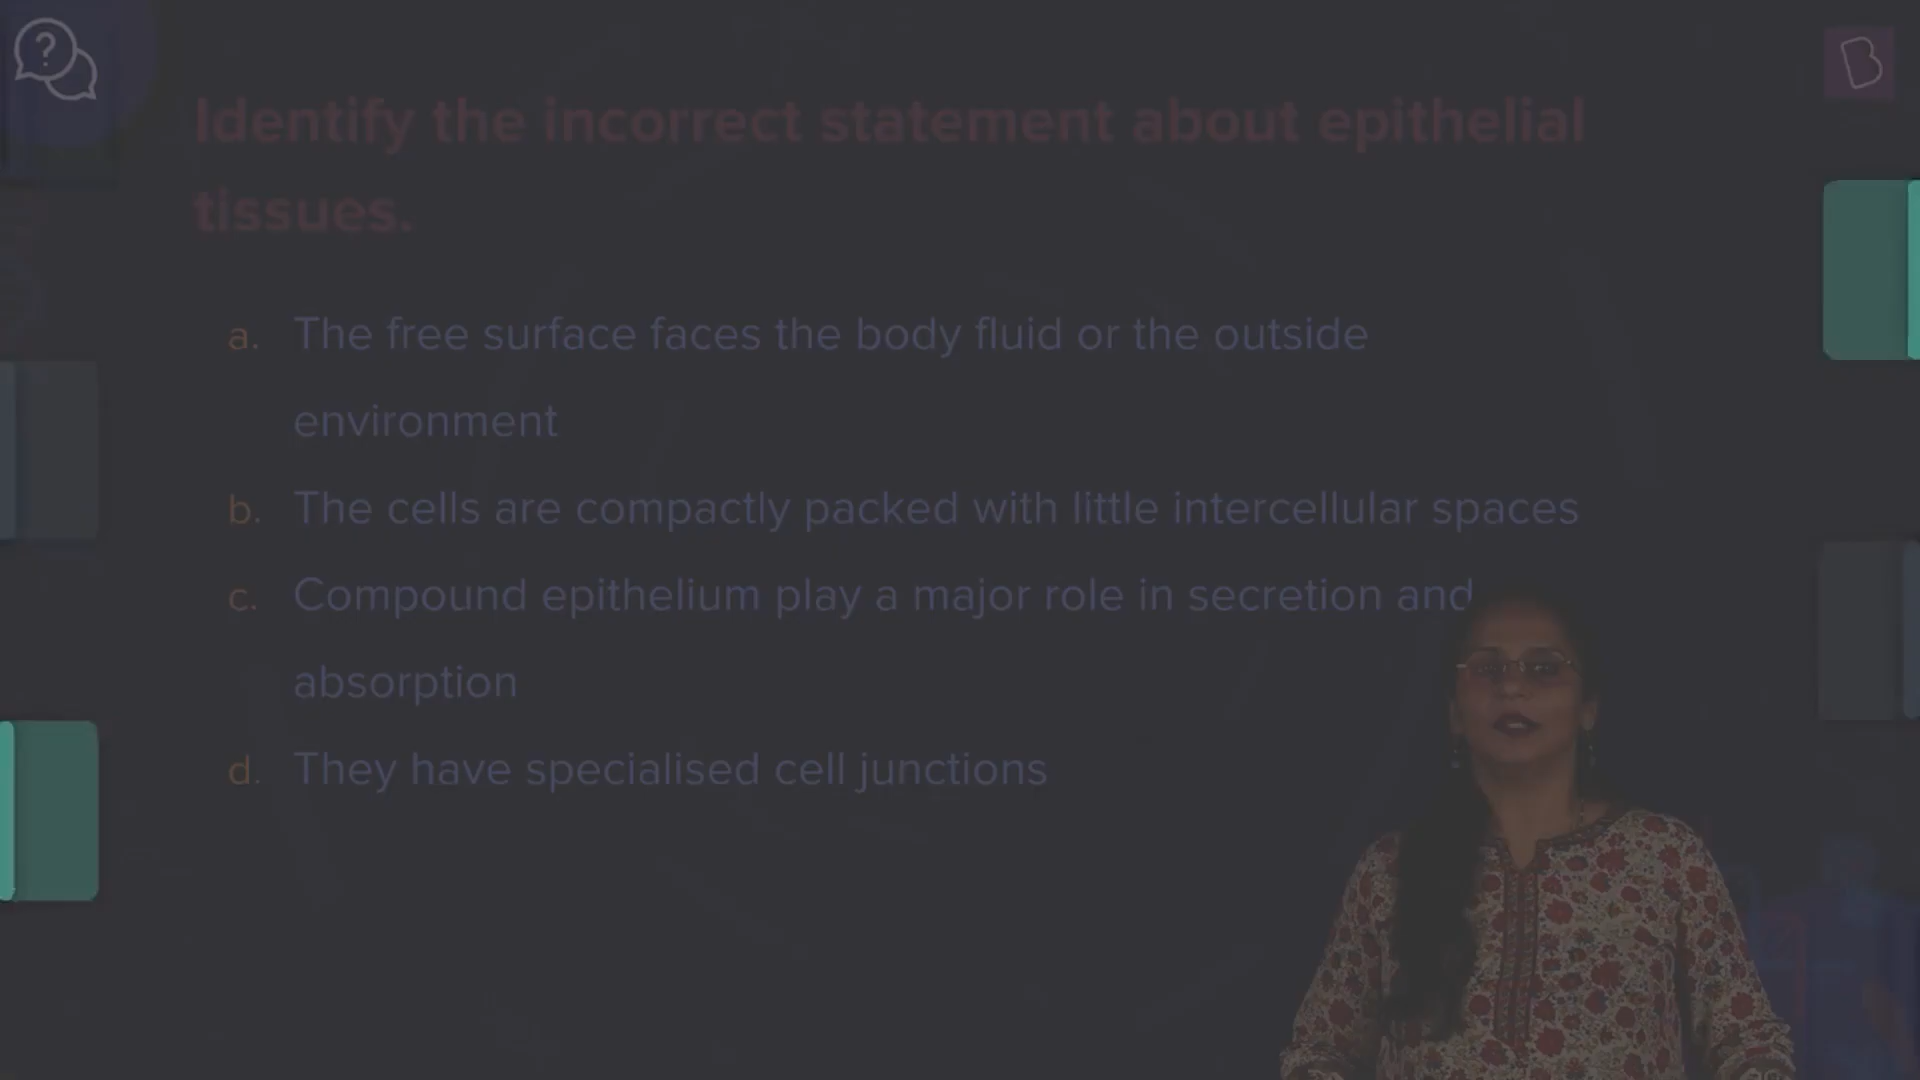 ?
B
Identify the incorrect statement about epithelial
tissues.
a. The free surface faces the body fluid or the outside
environment
b. The cells are compactly packed with little intercellular spaces
c. Compound epithelium play a major role in secretion and
absorption
d. They have specialised cell junctions